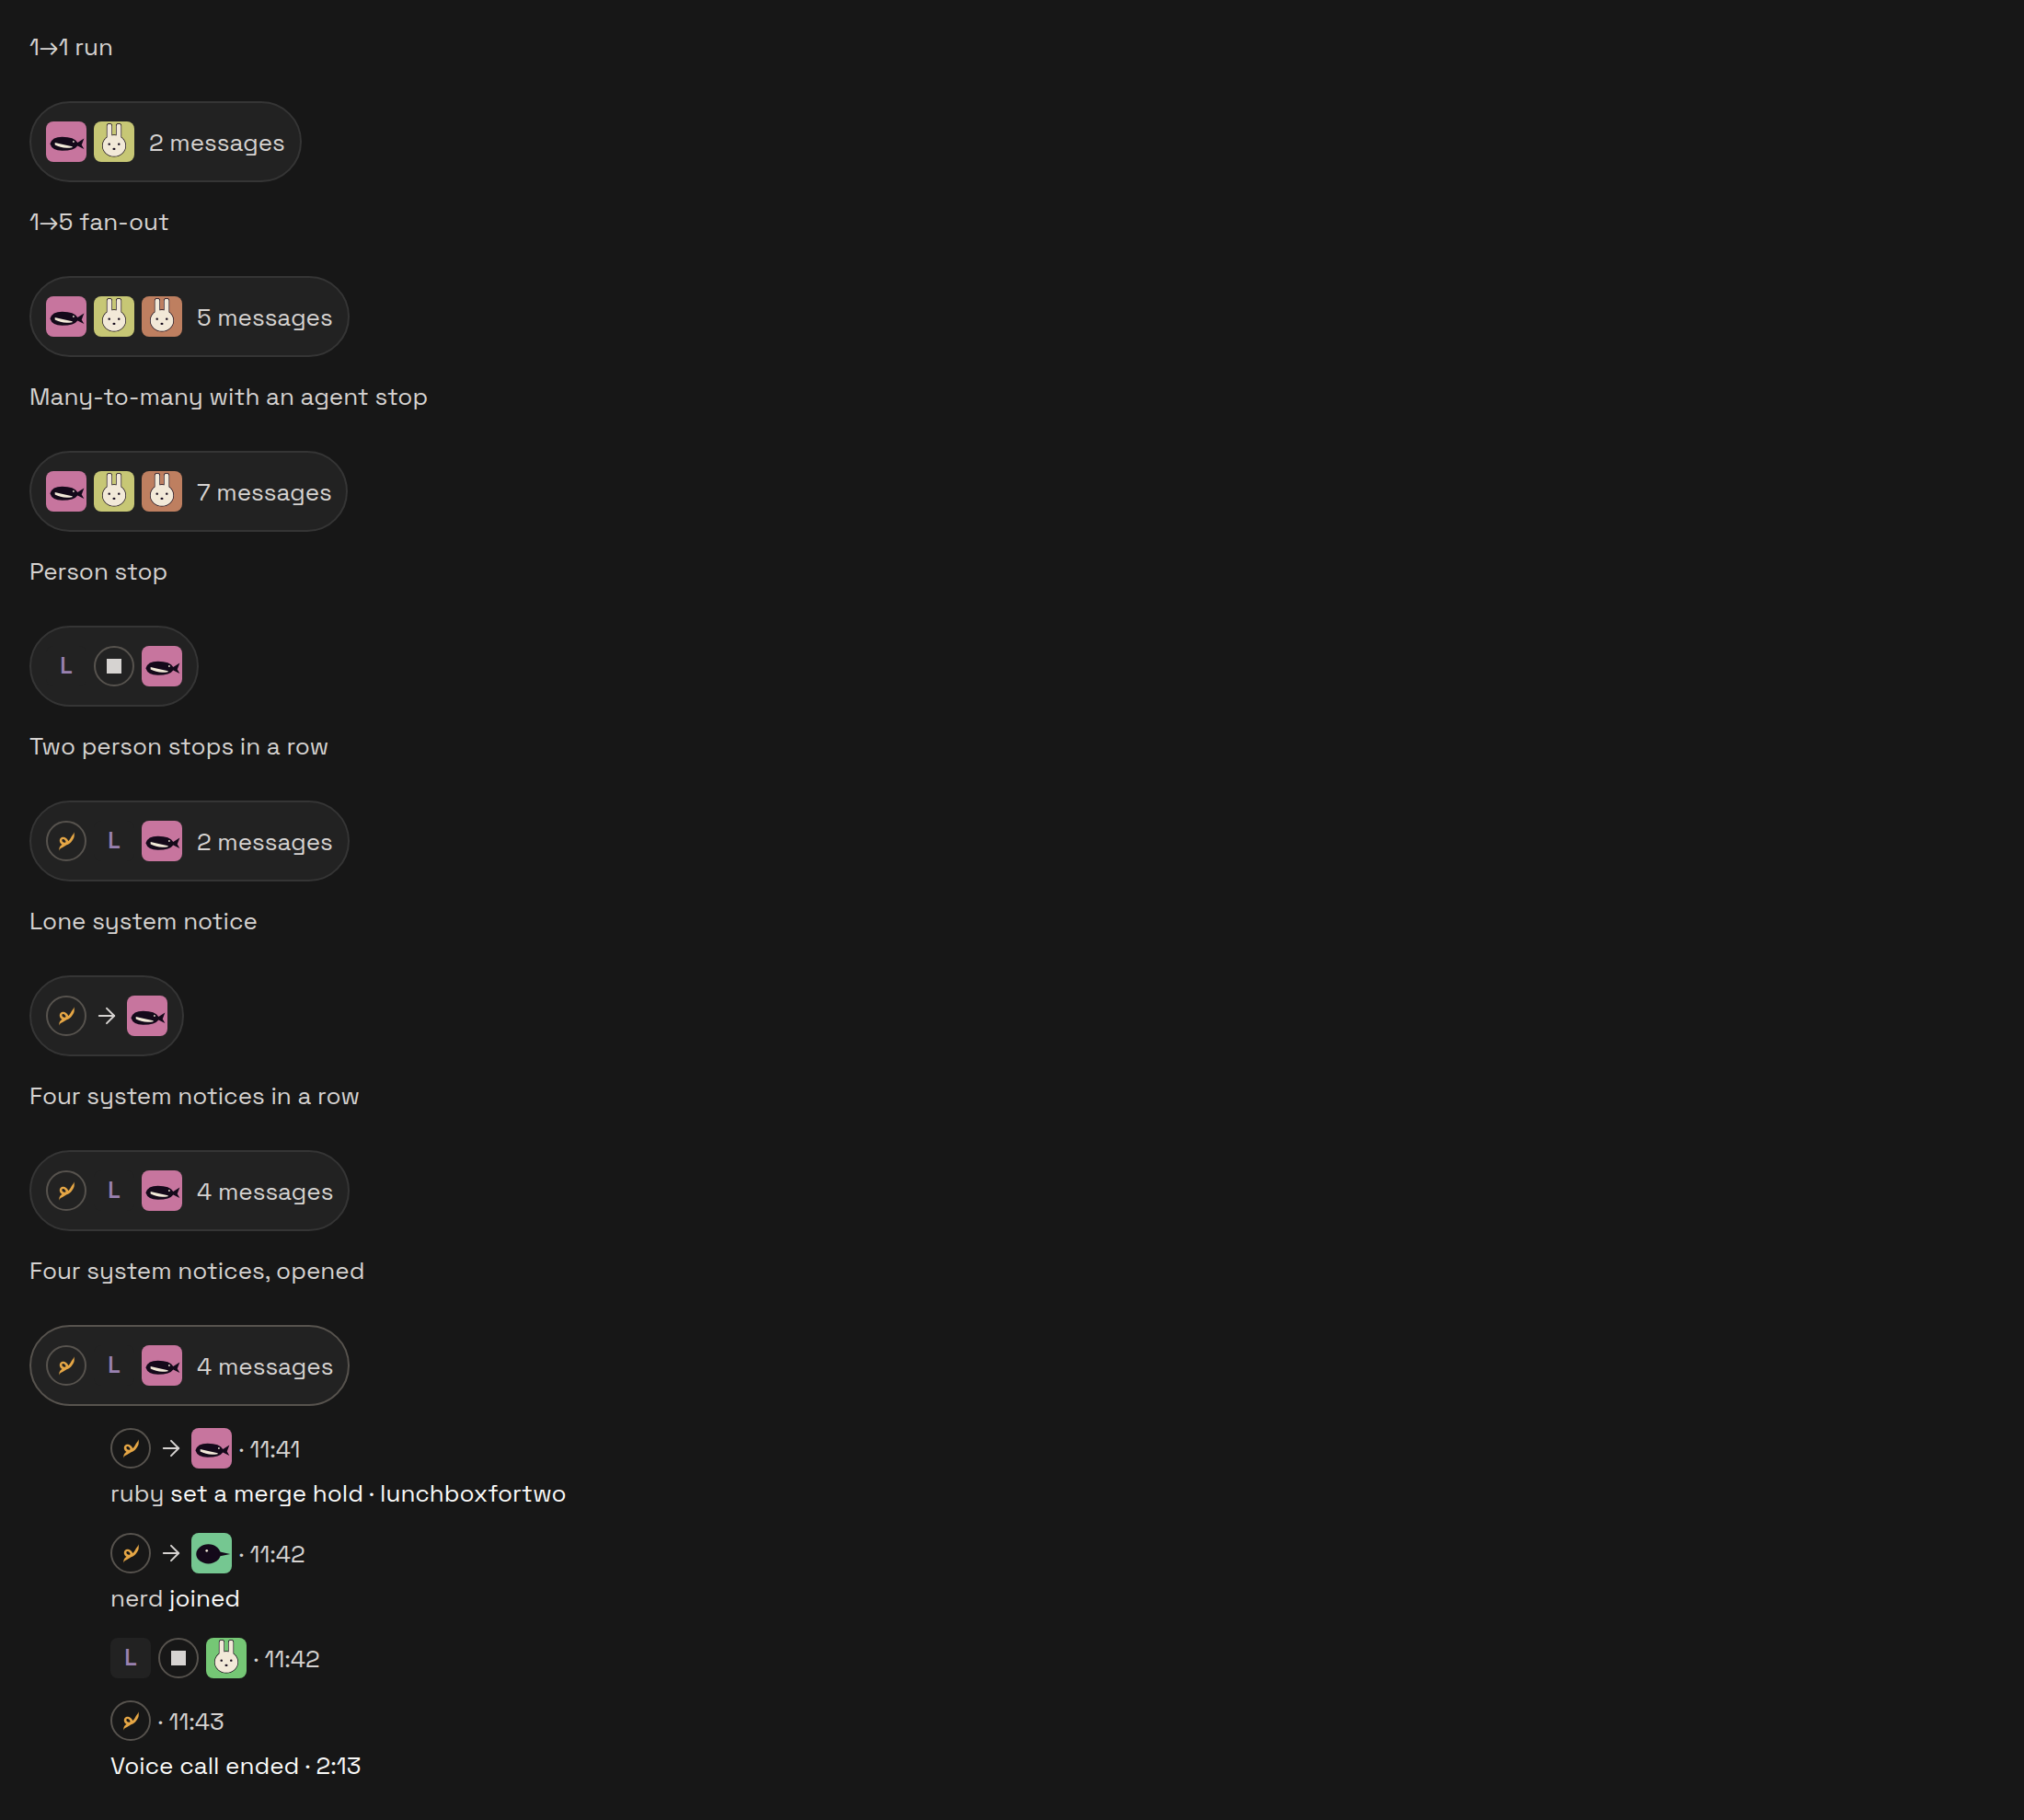 1→1 run
2 messages
1→5 fan-out
5 messages
Many-to-many with an agent stop
7 messages
Person stop
L
Two person stops in a row
L 2 messages
Lone system notice
→
Four system notices in a row
L 4 messages
Four system notices, opened
L 4 messages
→ · 11:41
ruby set a merge hold · lunchboxfortwo
→ · 11:42
nerd joined
L · 11:42
· 11:43
Voice call ended · 2:13